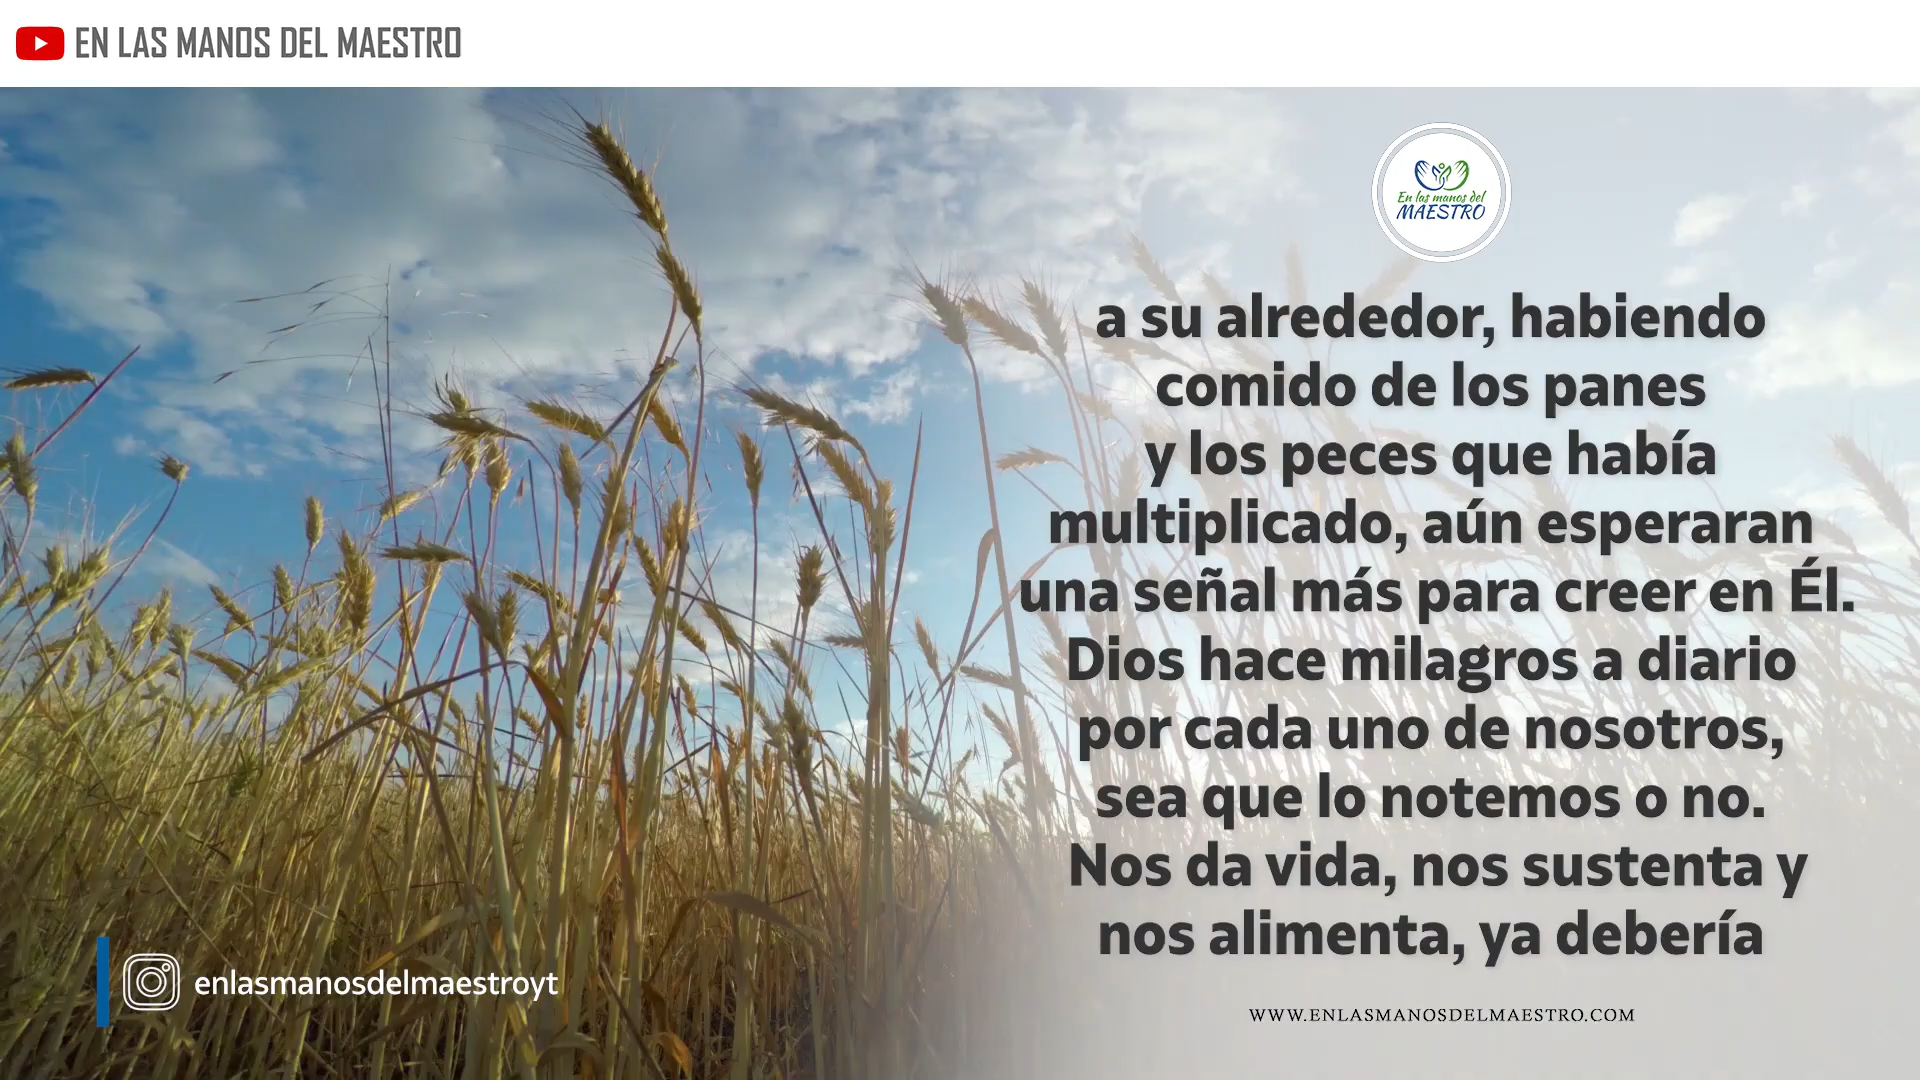 EN LAS MANOS DEL MAESTRO
En las manos del
MAESTRO
a su alrededor, habiendo
comido de los panes
y los peces que había
multiplicado, aún esperaran
una señal más para creer en Él.
Dios hace milagros a diario
por cada uno de nosotros,
sea que lo notemos o no.
Nos da vida, nos sustenta y
nos alimenta, ya debería
enlasmanosdelmaestroyt
WWW.ENLASMANOSDELMAESTRO.COM